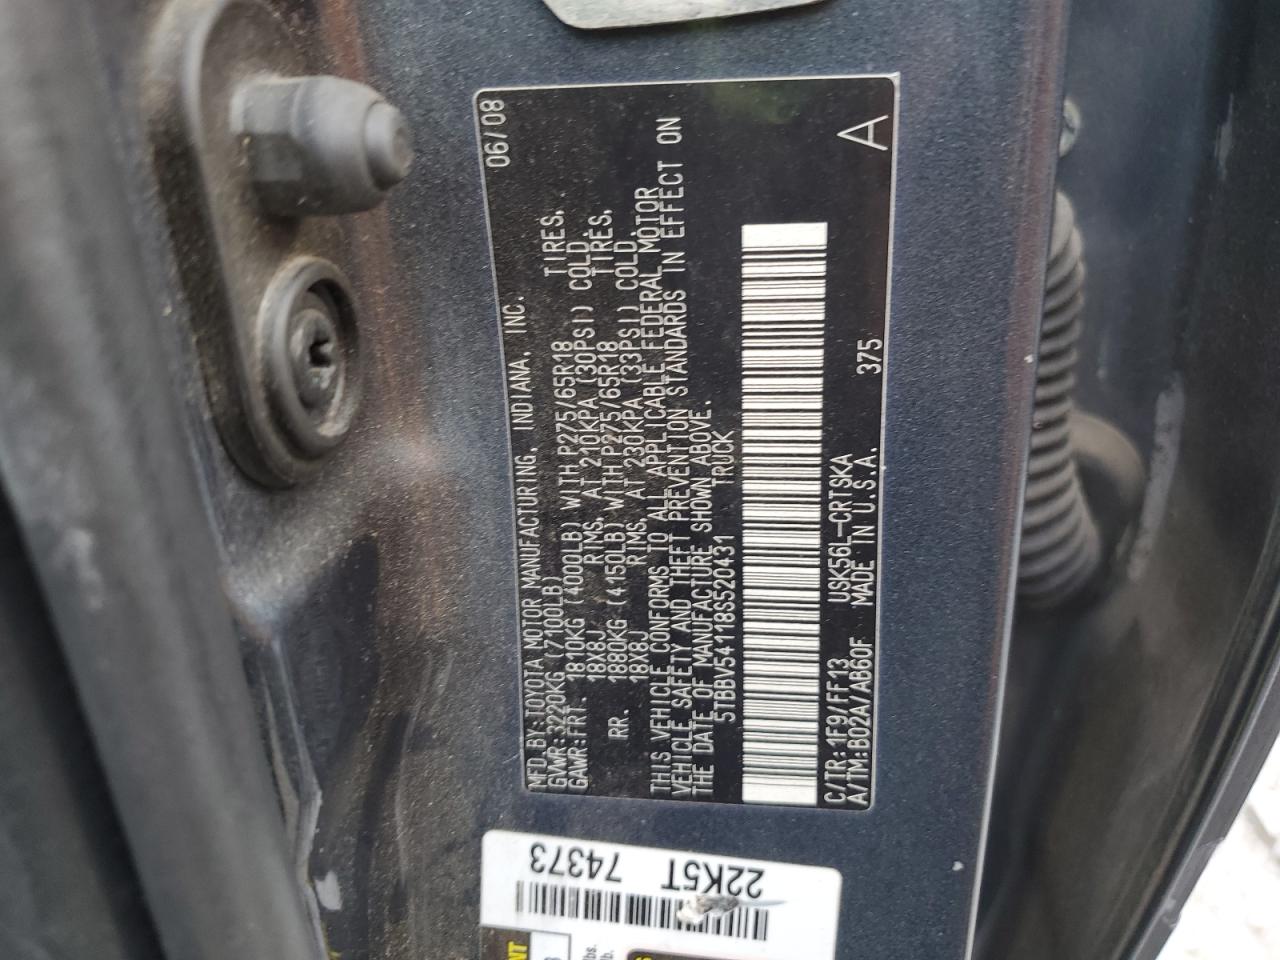 MFD. BY: TOYOTA MOTOR MANUFACTURING, INDIANA, INC. 06/08
GVWR: 3220KG (7100LB)
GAWR: FRT. 1810KG (4000LB) WITH P275/65R18 TIRES.
18X8J RIMS. AT 210KPA (30PSI) COLD
RR. 1880KG (4150LB) WITH P275/65R18 TIRES.
18X8J RIMS. AT 230KPA (33PSI) COLD.
THIS VEHICLE CONFORMS TO ALL APPLICABLE FEDERAL MOTOR
VEHICLE SAFETY AND THEFT PREVENTION STANDARDS IN EFFECT ON
THE DATE OF MANUFACTURE SHOWN ABOVE.
5TBBV54118S520431 TRUCK
C/TR: 1F9/FF13 USK56L-CRTSKA
A/TM: B02A/AB60F MADE IN U.S.A. 375 A
22K5T
74373
lbs.
lb.
NT